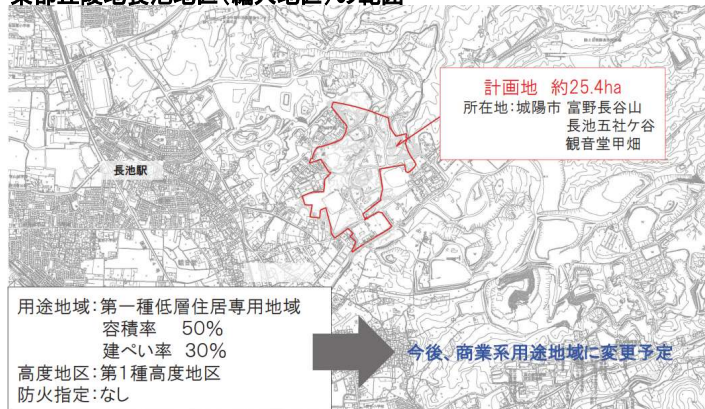 東部丘陵地長池地区(編入地区)の範囲
計画地 約25.4ha
所在地:城陽市 富野長谷山
長池五社ケ谷
観音堂甲畑
長池駅
用途地域:第一種低層住居専用地域
容積率 50%
建ぺい率 30%
高度地区:第1種高度地区
防火指定:なし
今後、商業系用途地域に変更予定